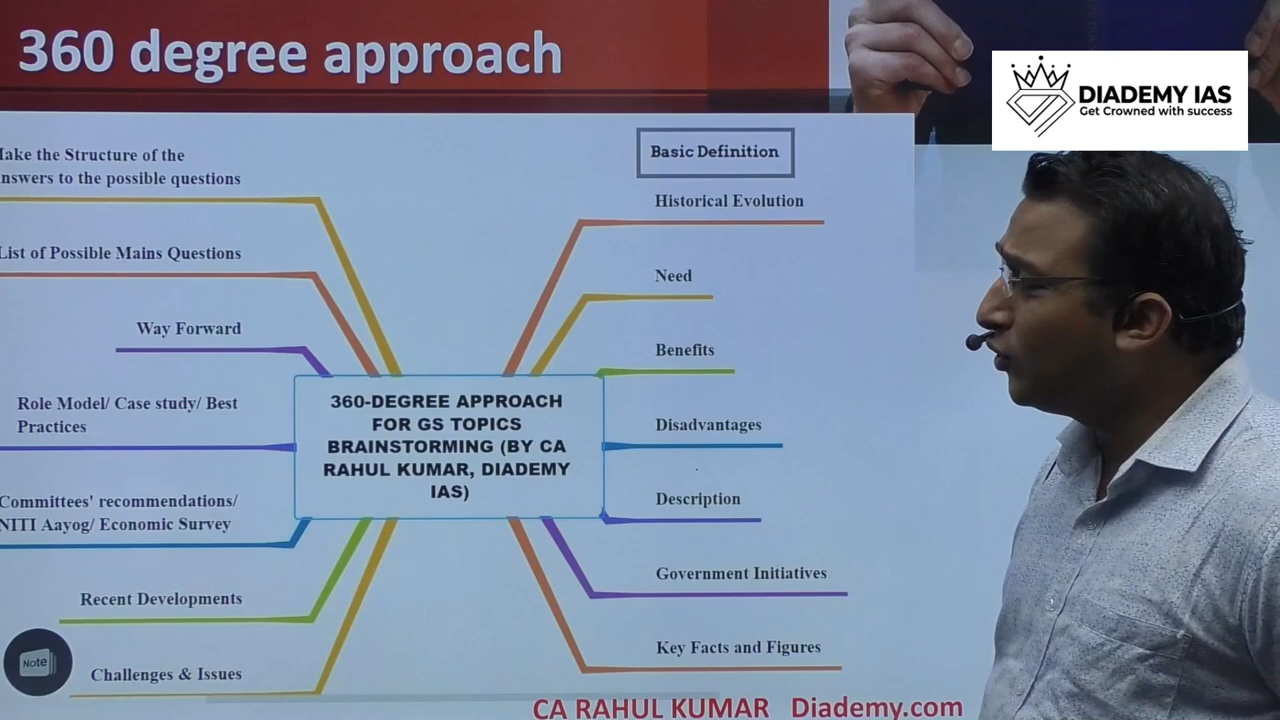 360 degree approach
DIADEMY IAS
Get Crowned with success
Basic Definition
Historical Evolution
Need
Benefits
Disadvantages
Description
Government Initiatives
Key Facts and Figures
ake the Structure of the
nswers to the possible questions
List of Possible Mains Questions
Way Forward
Role Model/ Case study/ Best
Practices
Committees' recommendations/
NITI Aayog/ Economic Survey
Recent Developments
Challenges & Issues
Note
360-DEGREE APPROACH
FOR GS TOPICS
BRAINSTORMING (BY CA
RAHUL KUMAR, DIADEMY
IAS)
CA RAHUL KUMAR Diademy.com